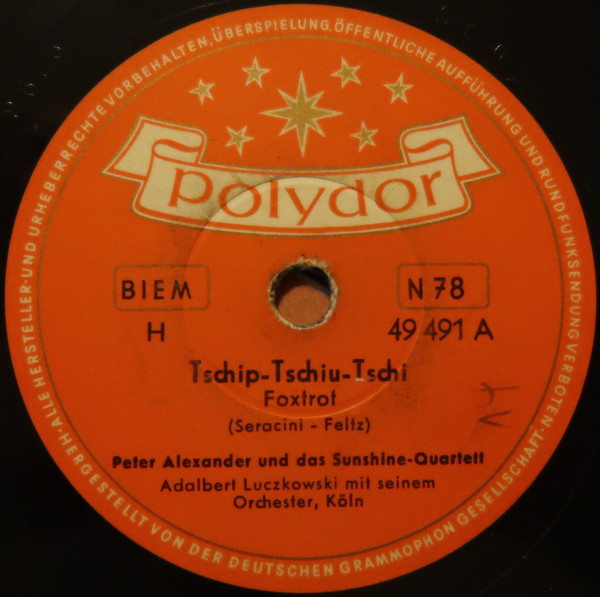 ALLE HERSTELLER-UND URHEBERRECHTE VORBEHALTEN, ÜBERSPIELUNG, ÖFFENTLICHE AUFFÜHRUNG UND RUNDFUNKSENDUNG VERBOTEN
polydor
BIEM
N 78
H
49 491 A
Tschip-Tschiu-Tschi
Foxtrot
(Seracini - Feltz)
Peter Alexander und das Sunshine-Quartett
Adalbert Luczkowski mit seinem
Orchester, Köln
HERGESTELLT VON DER DEUTSCHEN GRAMMOPHON GESELLSCHAFT